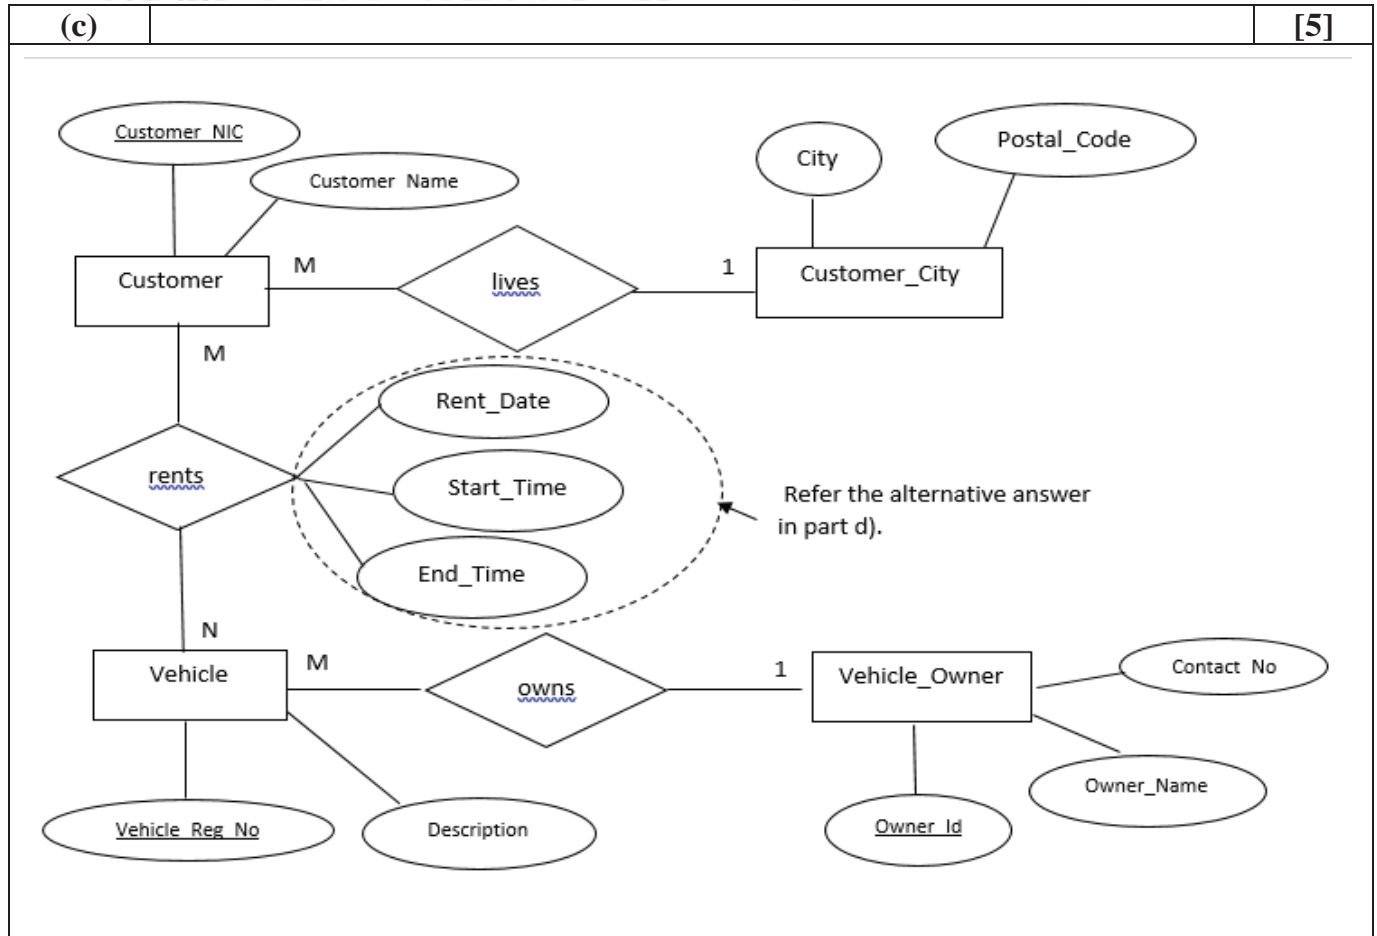 (c) [5]
Customer_NIC
Customer_Name
City
Postal_Code
Customer
M
lives
1
Customer_City
M
Rent_Date
rents
Start_Time
Refer the alternative answer
in part d).
End_Time
N
Vehicle
M
owns
1
Vehicle_Owner
Contact_No
Owner_Name
Vehicle_Reg_No
Description
Owner_Id